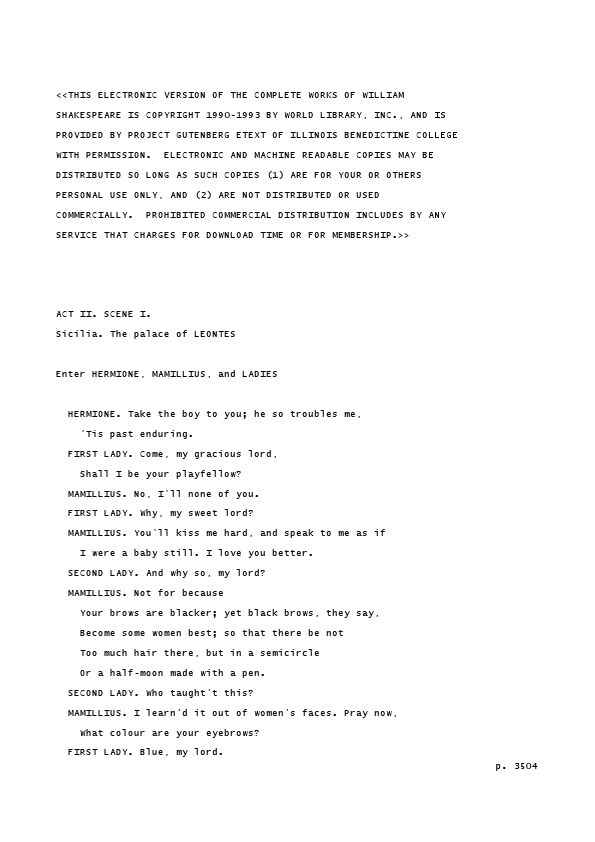 <<THIS ELECTRONIC VERSION OF THE COMPLETE WORKS OF WILLIAM
SHAKESPEARE IS COPYRIGHT 1990-1993 BY WORLD LIBRARY, INC., AND IS
PROVIDED BY PROJECT GUTENBERG ETEXT OF ILLINOIS BENEDICTINE COLLEGE
WITH PERMISSION.  ELECTRONIC AND MACHINE READABLE COPIES MAY BE
DISTRIBUTED SO LONG AS SUCH COPIES (1) ARE FOR YOUR OR OTHERS
PERSONAL USE ONLY, AND (2) ARE NOT DISTRIBUTED OR USED
COMMERCIALLY.  PROHIBITED COMMERCIAL DISTRIBUTION INCLUDES BY ANY
SERVICE THAT CHARGES FOR DOWNLOAD TIME OR FOR MEMBERSHIP.>>
ACT II. SCENE I.
Sicilia. The palace of LEONTES
Enter HERMIONE, MAMILLIUS, and LADIES
HERMIONE. Take the boy to you; he so troubles me,
'Tis past enduring.
FIRST LADY. Come, my gracious lord,
Shall I be your playfellow?
MAMILLIUS. No, I'll none of you.
FIRST LADY. Why, my sweet lord?
MAMILLIUS. You'll kiss me hard, and speak to me as if
I were a baby still. I love you better.
SECOND LADY. And why so, my lord?
MAMILLIUS. Not for because
Your brows are blacker; yet black brows, they say,
Become some women best; so that there be not
Too much hair there, but in a semicircle
Or a half-moon made with a pen.
SECOND LADY. Who taught't this?
MAMILLIUS. I learn'd it out of women's faces. Pray now,
What colour are your eyebrows?
FIRST LADY. Blue, my lord.
p. 3504